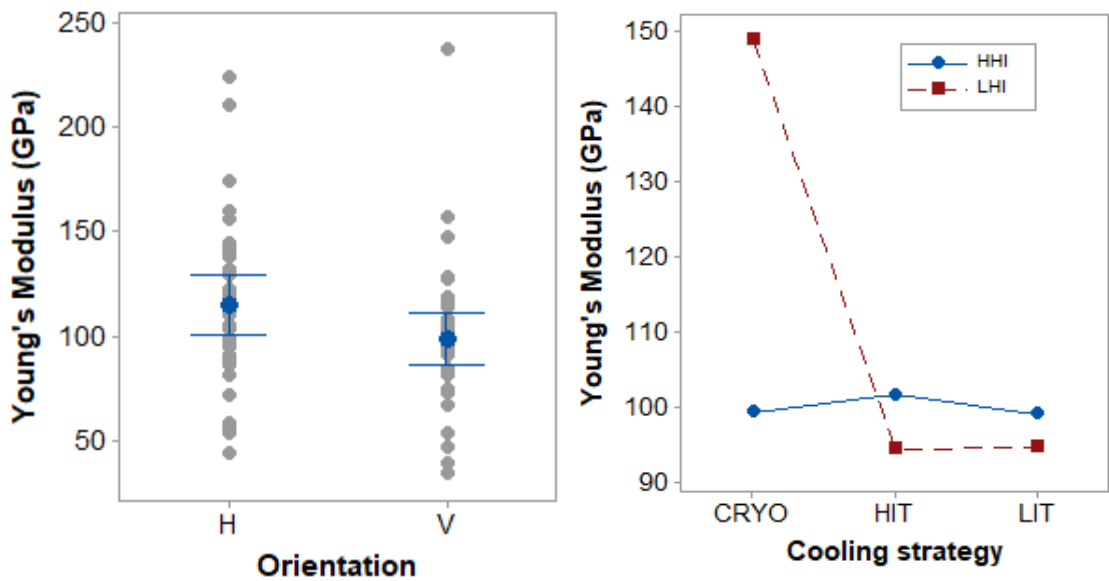 Young's Modulus (GPa)
250
200
150
100
50
H
V
Orientation
Young's Modulus (GPa)
150
140
130
120
110
100
90
HHI
LHI
CRYO
HIT
LIT
Cooling strategy